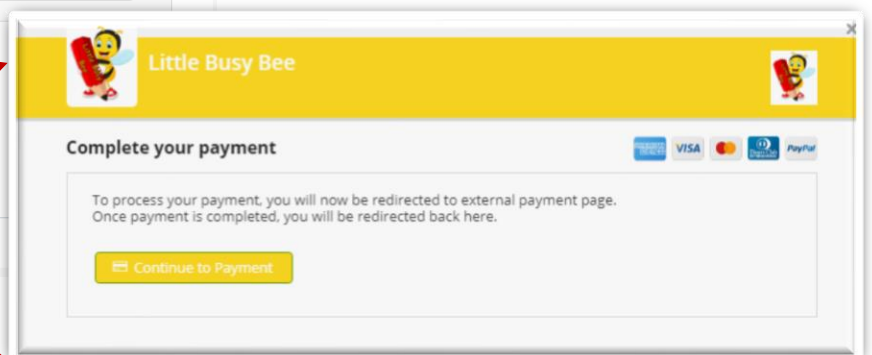 Little Busy Bee
Complete your payment
VISA
PayPal
To process your payment, you will now be redirected to external payment page.
Once payment is completed, you will be redirected back here.
Continue to Payment